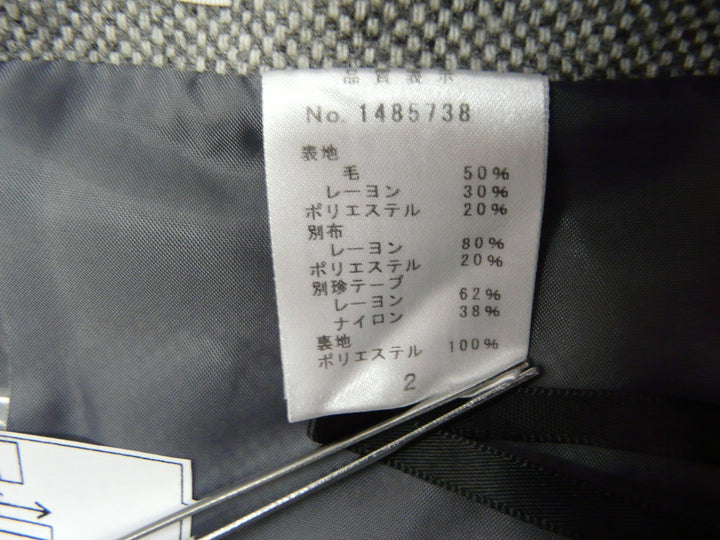 品質表示
No. 1485738
表地
毛 50%
レーヨン 30%
ポリエステル 20%
別布
レーヨン 80%
ポリエステル 20%
別珍テープ
レーヨン 62%
ナイロン 38%
裏地
ポリエステル 100%
2